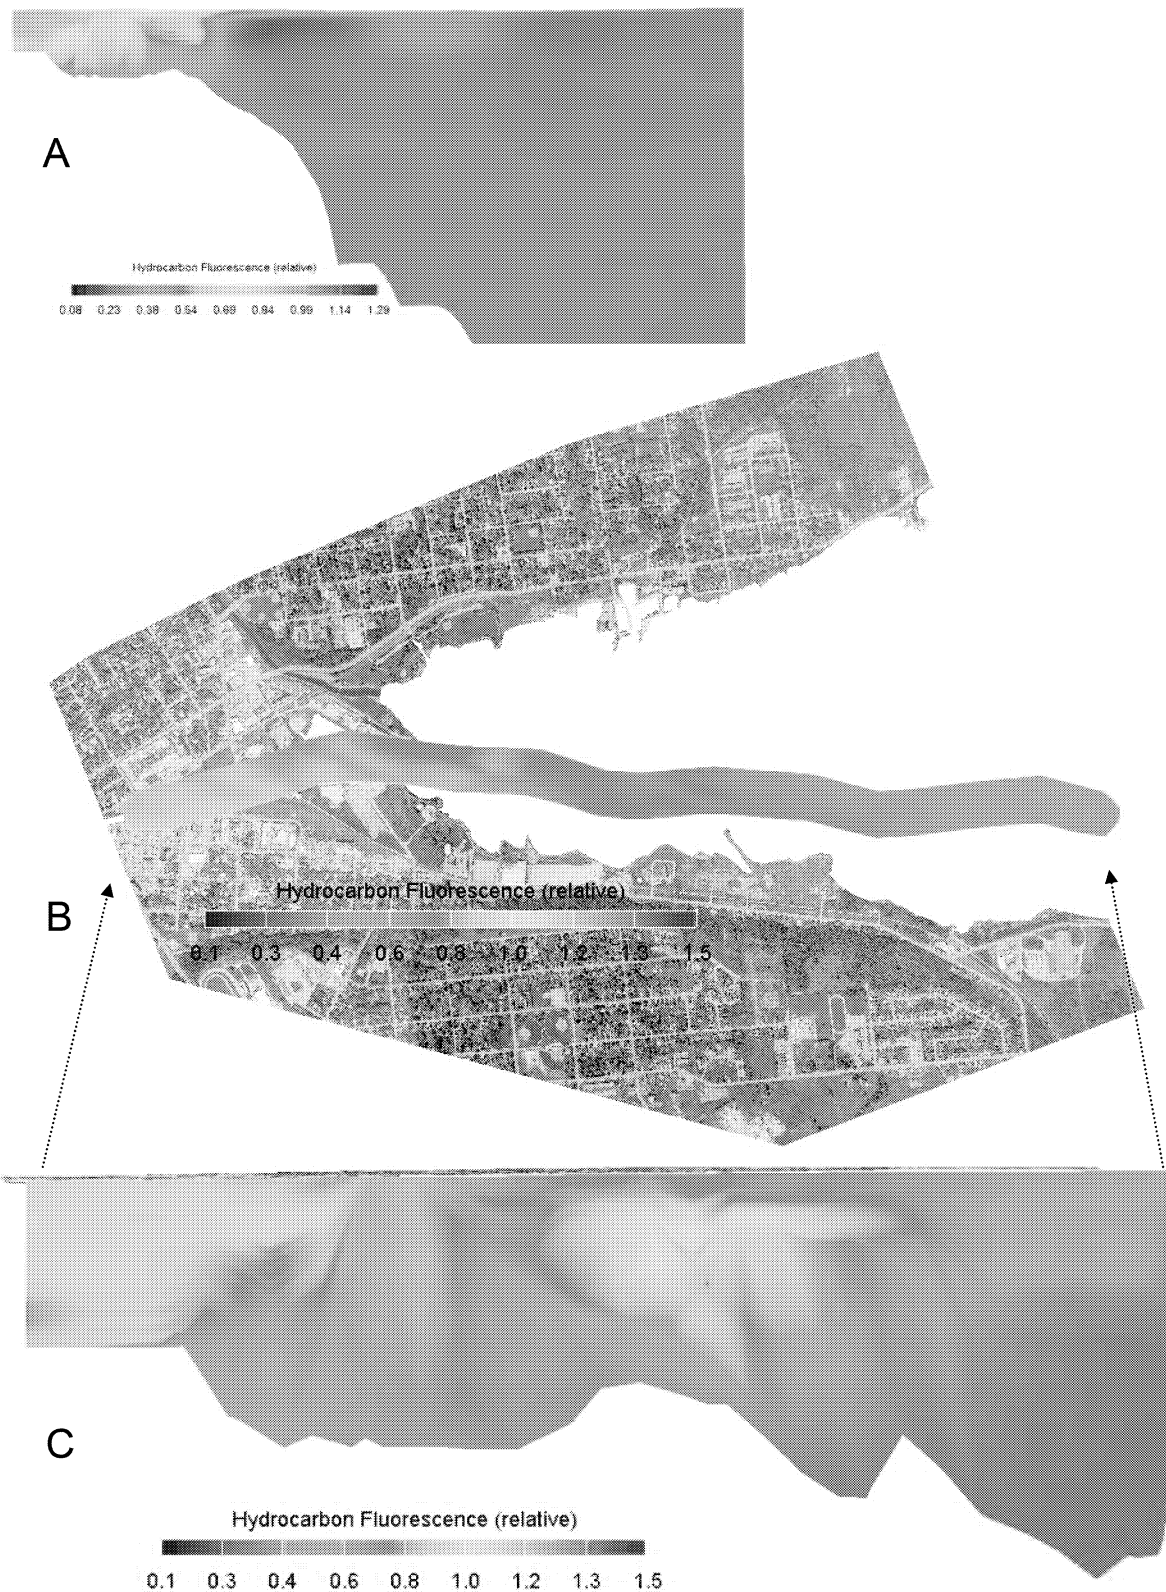 A
Hydrocarbon Fluorescence (relative)
0.08 0.23 0.38 0.54 0.69 0.84 0.99 1.14 1.29
B
Hydrocarbon Fluorescence (relative)
0.1 0.3 0.4 0.6 0.8 1.0 1.2 1.3 1.5
C
Hydrocarbon Fluorescence (relative)
0.1 0.3 0.4 0.6 0.8 1.0 1.2 1.3 1.5